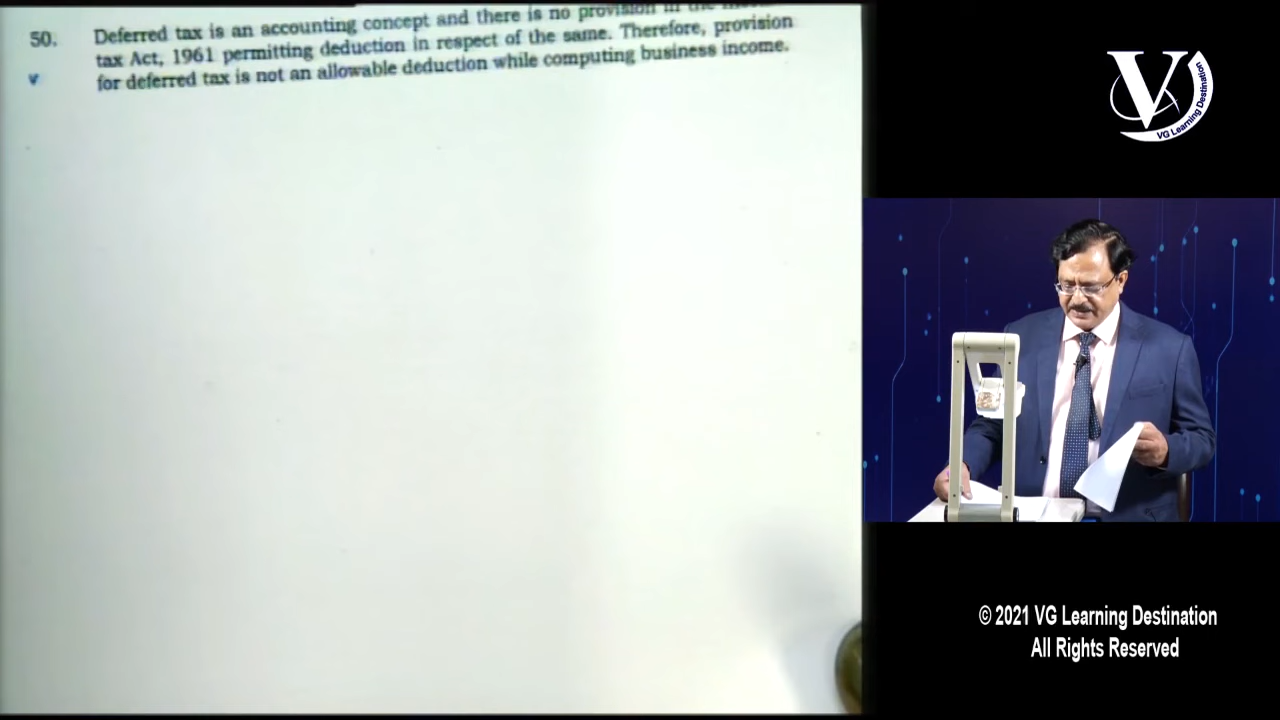 50. Deferred tax is an accounting concept and there is no provision in the
tax Act, 1961 permitting deduction in respect of the same. Therefore, provision
v for deferred tax is not an allowable deduction while computing business income.
V
VG Learning Destination
© 2021 VG Learning Destination
All Rights Reserved